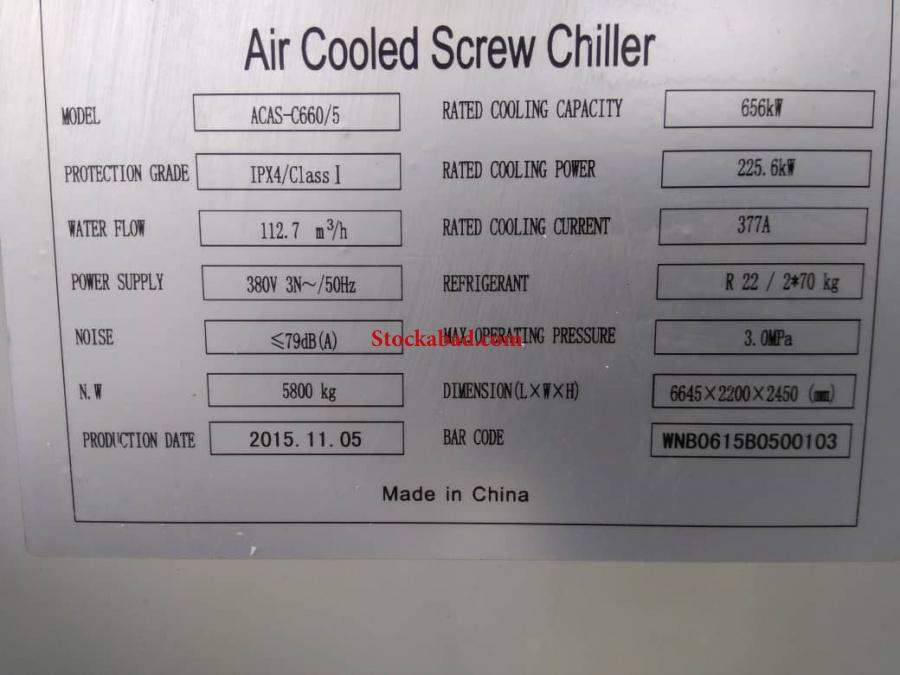 Air Cooled Screw Chiller
MODEL ACAS-C660/5 RATED COOLING CAPACITY 656kW
PROTECTION GRADE IPX4/Class I RATED COOLING POWER 225.6kW
WATER FLOW 112.7 m³/h RATED COOLING CURRENT 377A
POWER SUPPLY 380V 3N～/50Hz REFRIGERANT R 22 / 2*70 kg
NOISE ≤79dB(A) MAX.OPERATING PRESSURE 3.0MPa
Stockabad.com
N.W 5800 kg DIMENSION(L×W×H) 6645×2200×2450 (mm)
PRODUCTION DATE 2015.11.05 BAR CODE WNB0615B0500103
Made in China